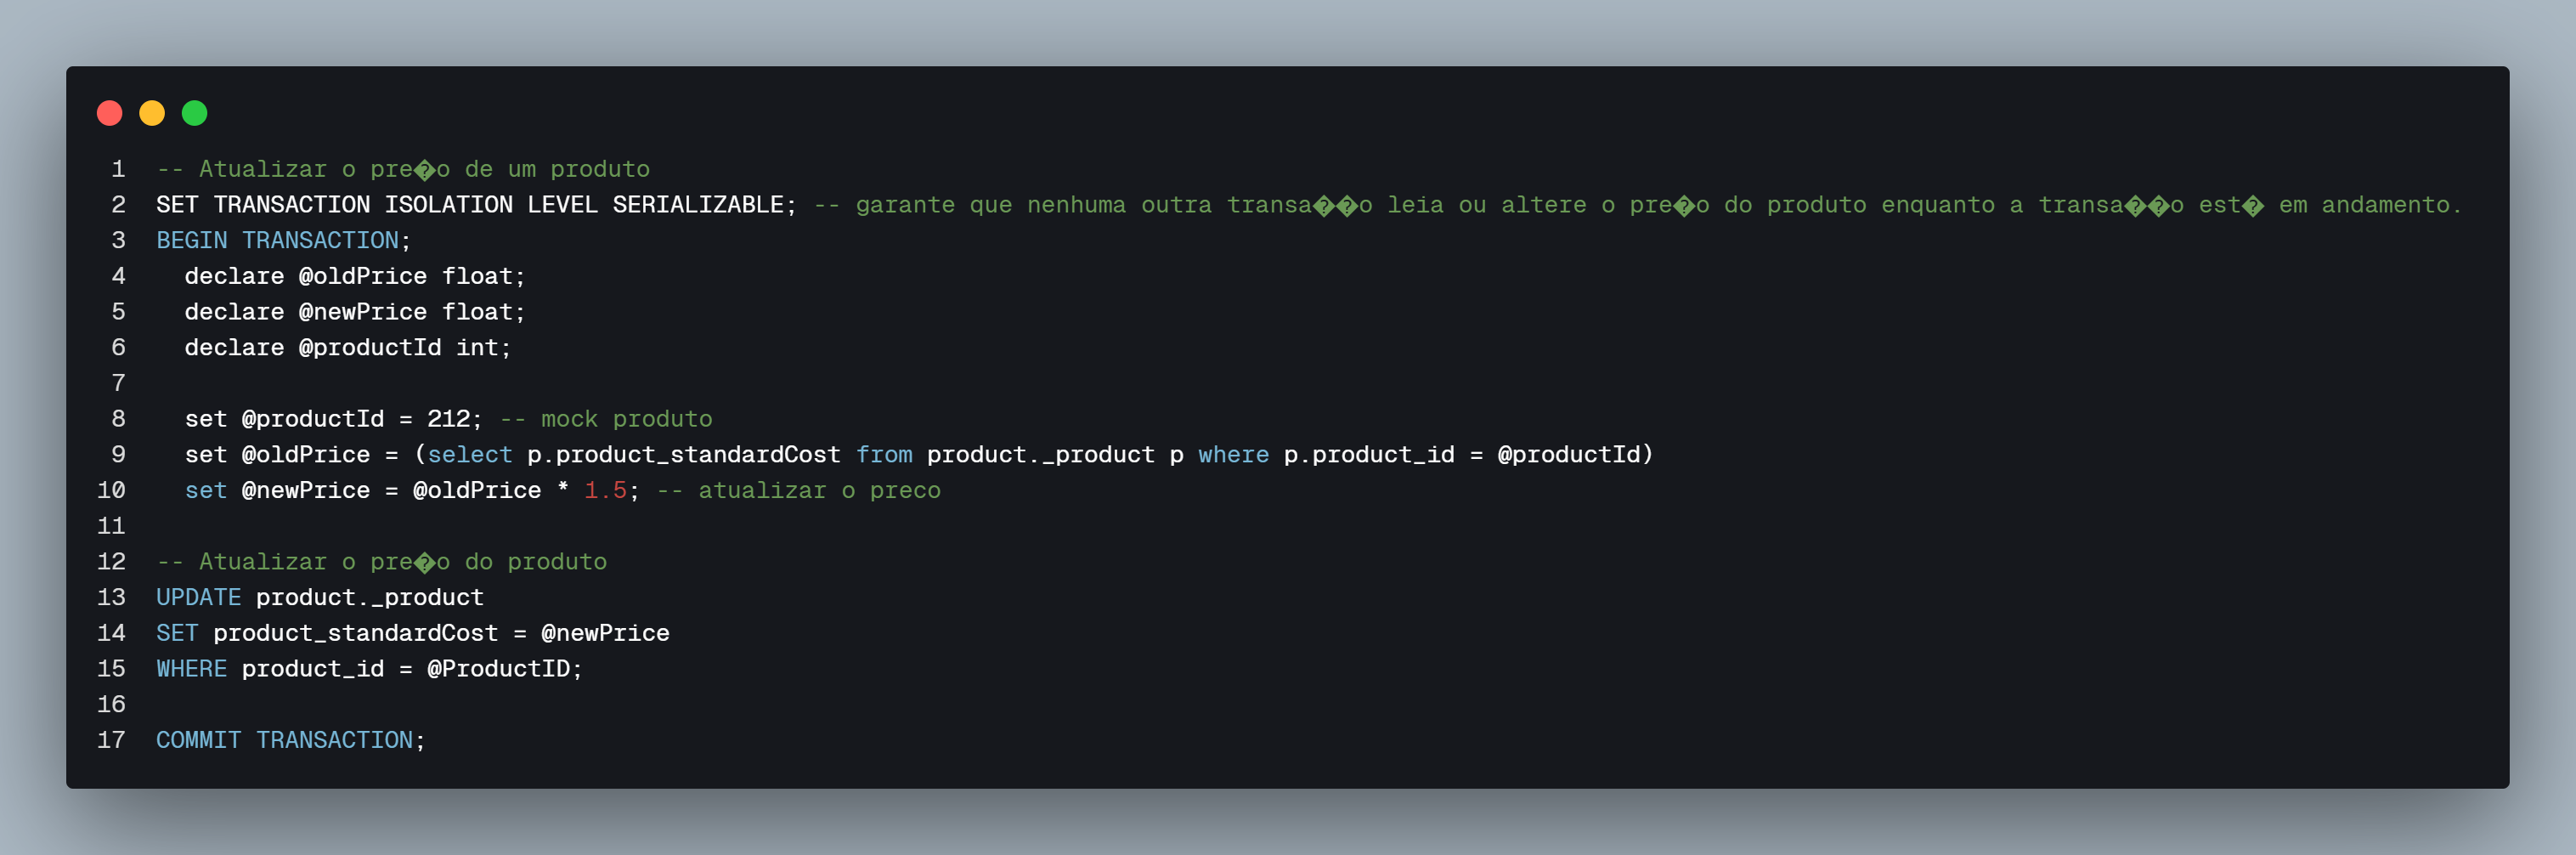 1 -- Atualizar o pre�o de um produto
2 SET TRANSACTION ISOLATION LEVEL SERIALIZABLE; -- garante que nenhuma outra transa��o leia ou altere o pre�o do produto enquanto a transa��o est� em andamento.
3 BEGIN TRANSACTION;
4   declare @oldPrice float;
5   declare @newPrice float;
6   declare @productId int;
7
8   set @productId = 212; -- mock produto
9   set @oldPrice = (select p.product_standardCost from product._product p where p.product_id = @productId)
10   set @newPrice = @oldPrice * 1.5; -- atualizar o preco
11
12 -- Atualizar o pre�o do produto
13 UPDATE product._product
14 SET product_standardCost = @newPrice
15 WHERE product_id = @ProductID;
16
17 COMMIT TRANSACTION;